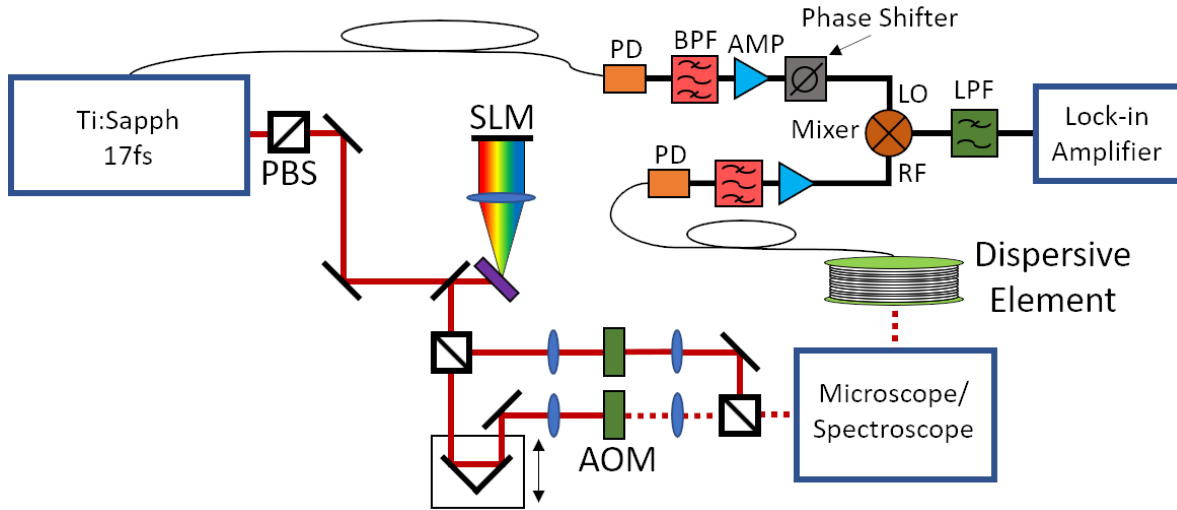 Phase Shifter
PD
BPF
AMP
Ti:Sapph
17fs
PBS
SLM
LO
Mixer
RF
LPF
Lock-in
Amplifier
PD
Dispersive
Element
AOM
Microscope/
Spectroscope